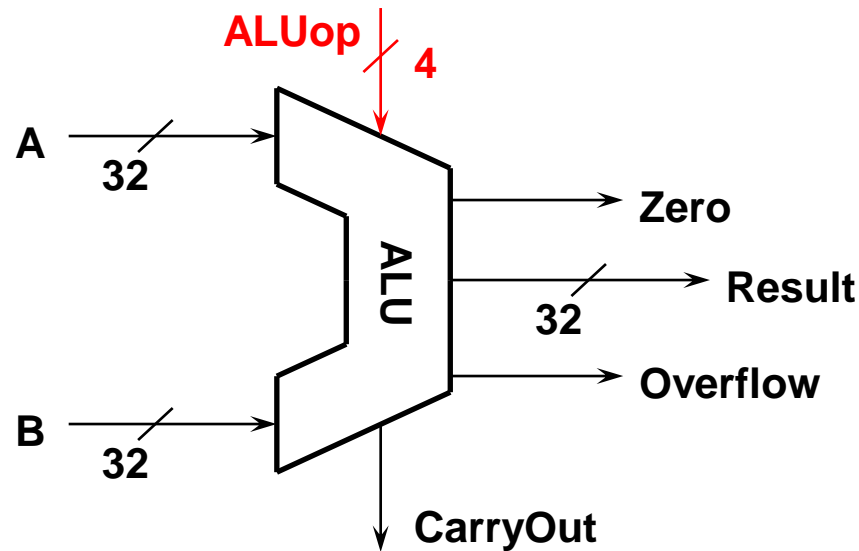 ALUop
4
A
32
Zero
ALU
Result
32
Overflow
B
32
CarryOut